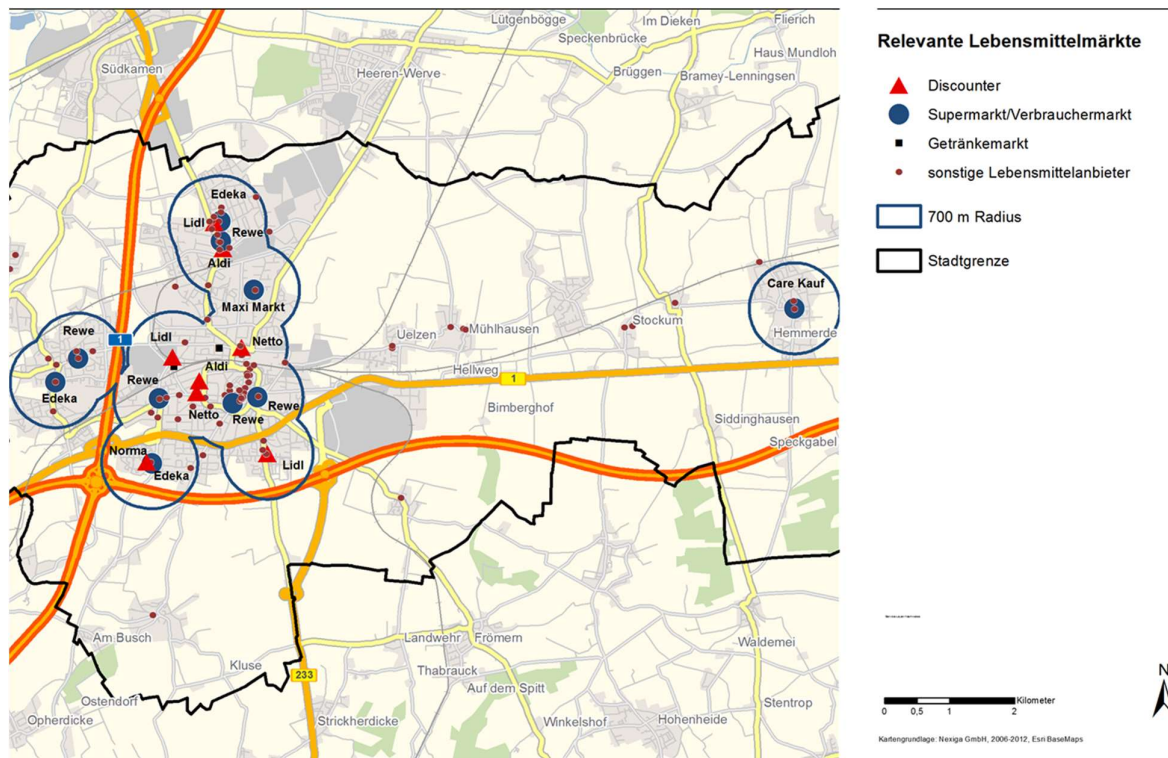 Lütgenbögge
Im Dieken
Flierich
Speckenbrücke
Haus Mundloh
Südkamen
Heeren-Werve
Brüggen
Bramey-Lenningsen
Edeka
Lidl
Rewe
Aldi
Maxi Markt
Care Kauf
Hemmerde
Stockum
Mühlhausen
Uelzen
Rewe
1
Lidl
Netto
Aldi
Hellweg
1
Edeka
Rewe
Netto
Rewe
Rewe
Bimberghof
Siddinghausen
Speckgabel
Norma
Edeka
Lidl
Am Busch
Landwehr
Frömern
Waldemei
Kluse
Thabrauck
233
Auf dem Spitt
Ostendorf
Opherdicke
Strickherdicke
Winkelshof
Hohenheide
Stentrop
Relevante Lebensmittelmärkte
Discounter
Supermarkt/Verbrauchermarkt
Getränkemarkt
sonstige Lebensmittelanbieter
700 m Radius
Stadtgrenze
N
Kilometer
0 0,5 1 2
Kartengrundlage: Nexiga GmbH, 2006-2012, Esri BaseMaps